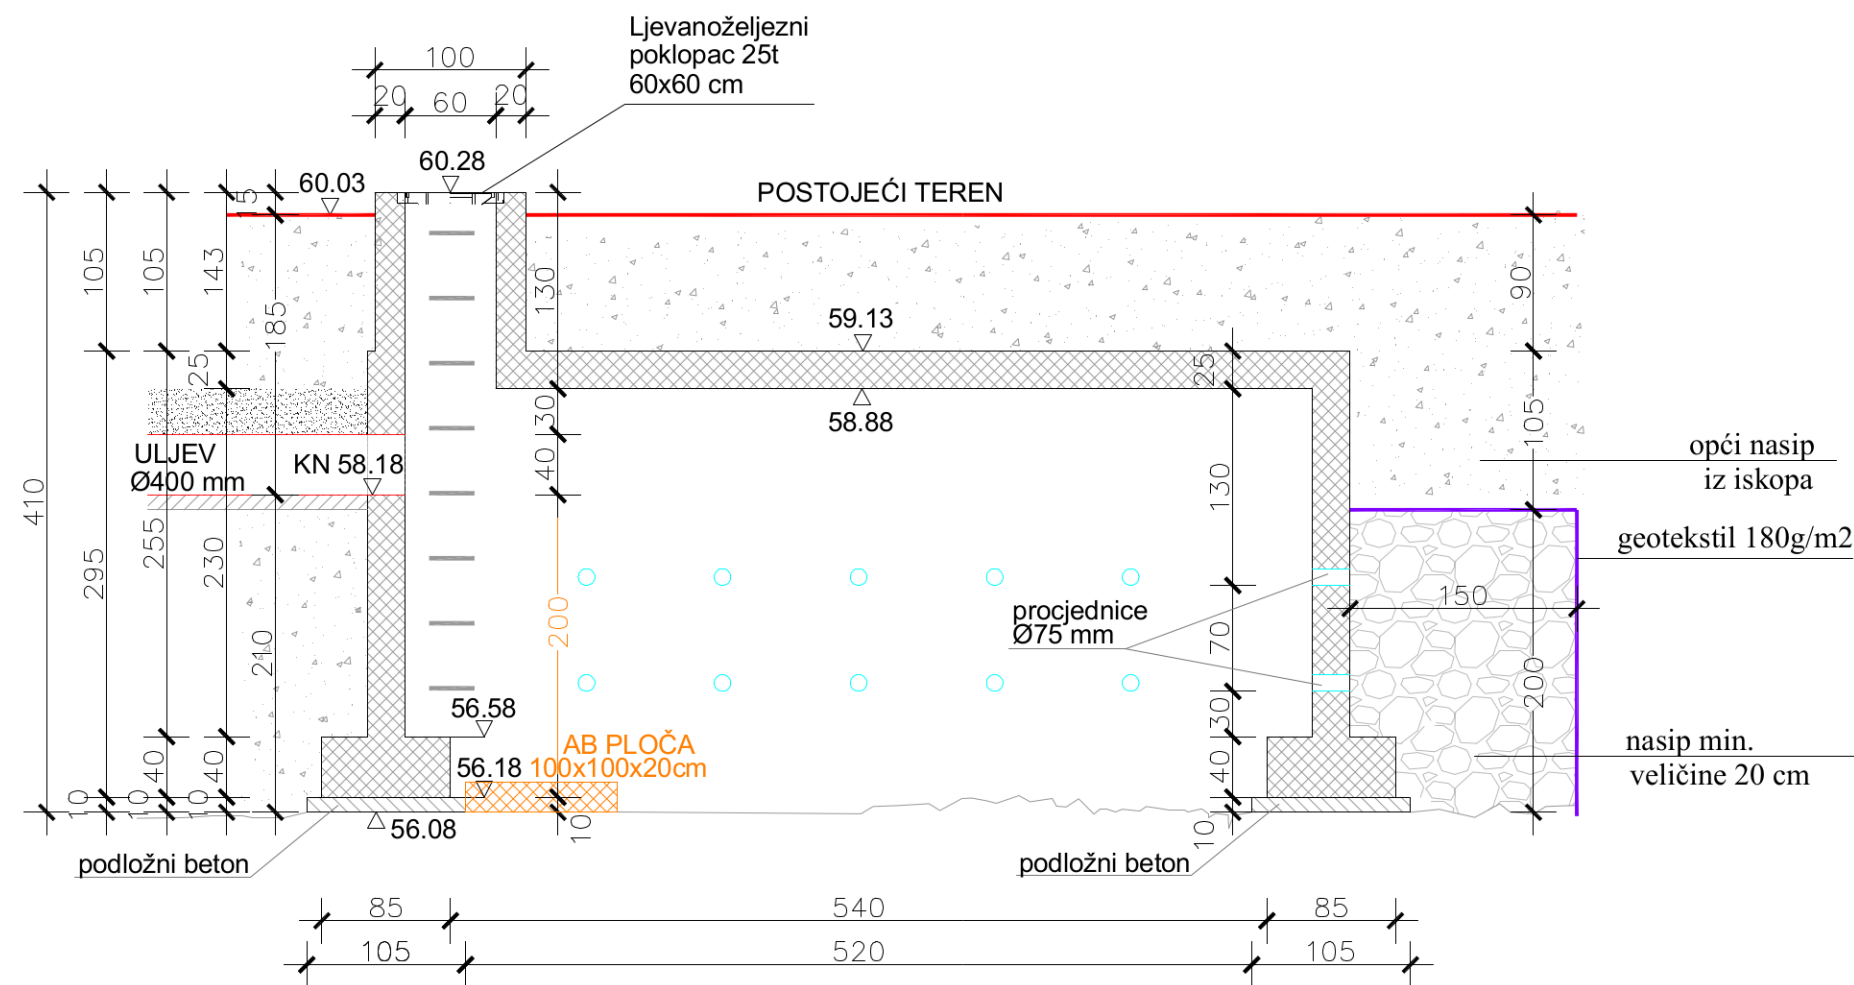 Ljevanoželjezni
poklopac 25t
60x60 cm
100
20
60
20
60.28
60.03
POSTOJEĆI TEREN
15
105
105
143
130
90
185
59.13
25
25
58.88
30
105
ULJEV
Ø400 mm
KN 58.18
40
130
opći nasip
iz iskopa
410
295
255
230
geotekstil 180g/m2
200
procjednice
Ø75 mm
150
70
210
200
56.58
30
AB PLOČA
100x100x20cm
56.18
nasip min.
veličine 20 cm
40
40
40
10
10
10
56.08
10
10
podložni beton
podložni beton
85
540
85
105
520
105